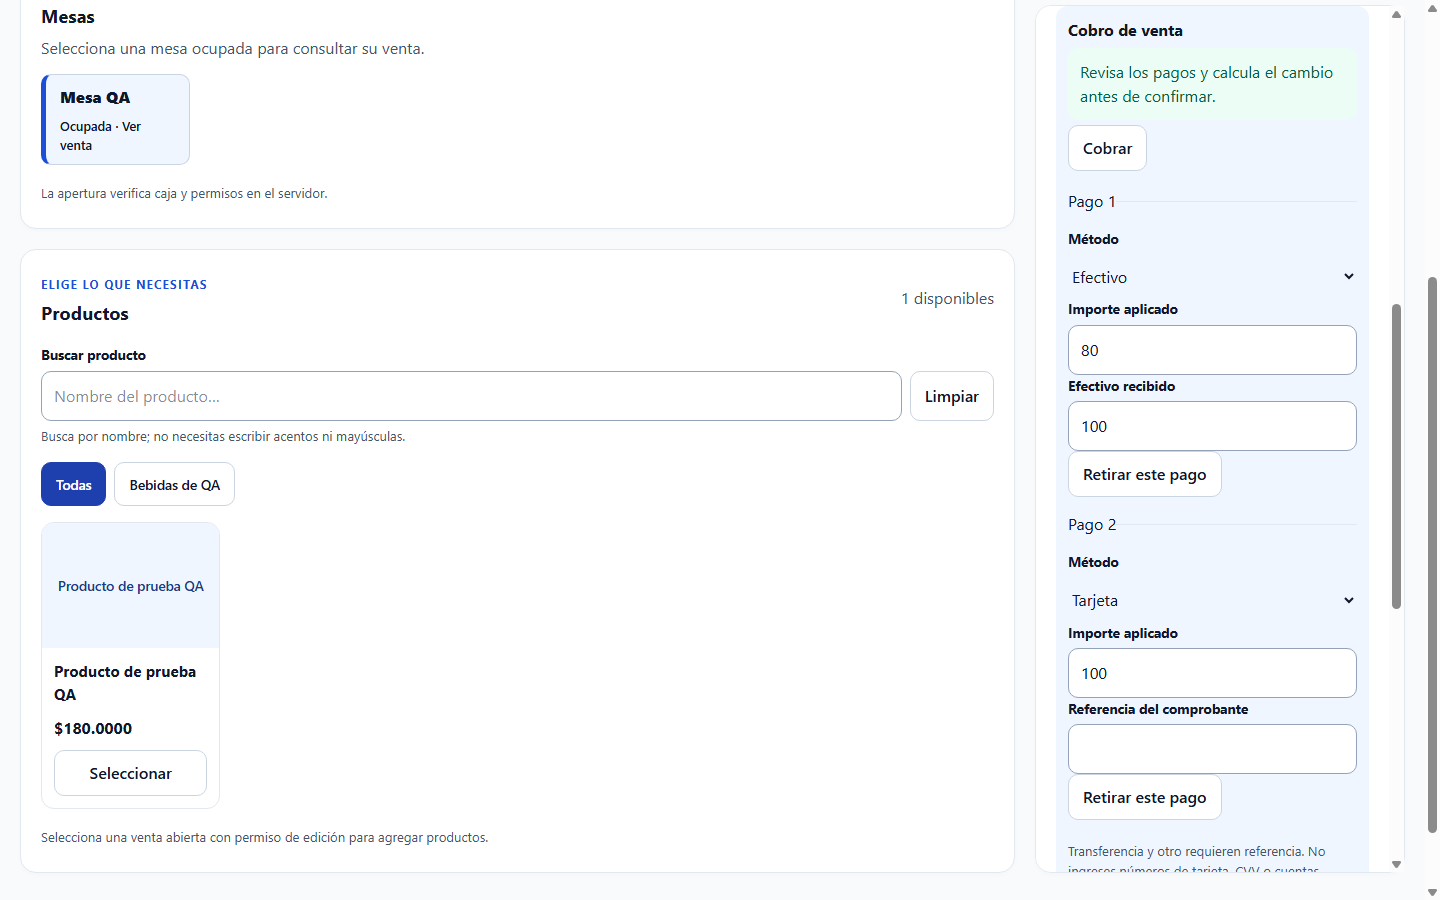 Mesas
Selecciona una mesa ocupada para consultar su venta.
Mesa QA
Ocupada · Ver
venta
La apertura verifica caja y permisos en el servidor.
ELIGE LO QUE NECESITAS
Productos
1 disponibles
Buscar producto
Nombre del producto...
Limpiar
Busca por nombre; no necesitas escribir acentos ni mayúsculas.
Todas
Bebidas de QA
Producto de prueba QA
Producto de prueba
QA
$180.0000
Seleccionar
Selecciona una venta abierta con permiso de edición para agregar productos.
Cobro de venta
Revisa los pagos y calcula el cambio
antes de confirmar.
Cobrar
Pago 1
Método
Efectivo
Importe aplicado
80
Efectivo recibido
100
Retirar este pago
Pago 2
Método
Tarjeta
Importe aplicado
100
Referencia del comprobante
Retirar este pago
Transferencia y otro requieren referencia. No
ingreses números de tarjeta, CVV o cuentas